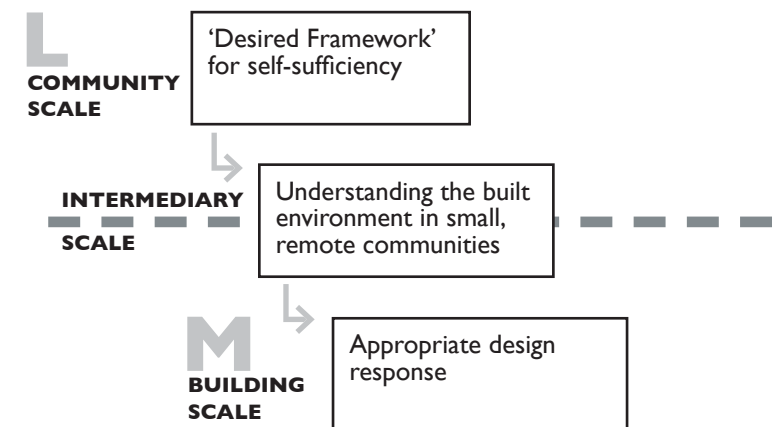 L
COMMUNITY
SCALE
‘Desired Framework’
for self-sufficiency
INTERMEDIARY
SCALE
Understanding the built
environment in small,
remote communities
M
BUILDING
SCALE
Appropriate design
response